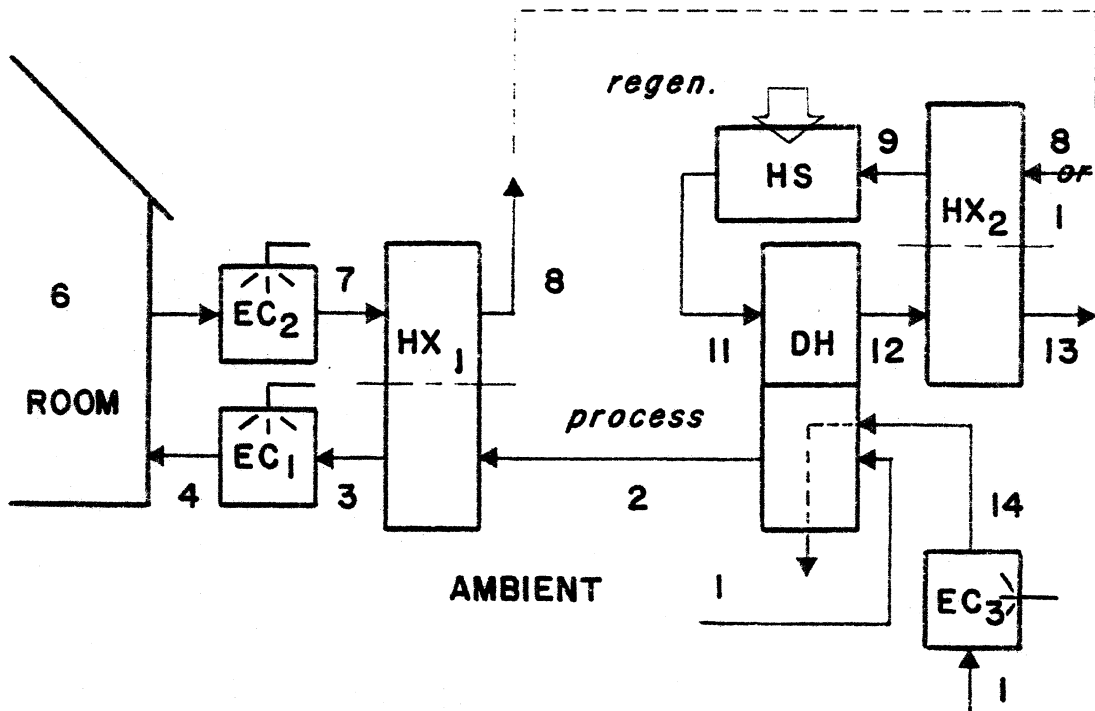 regen.
9
8
HS
or
HX2
1
6
7
8
EC2
HX1
11
DH
12
13
ROOM
process
EC1
4
3
2
14
AMBIENT
1
EC3
1